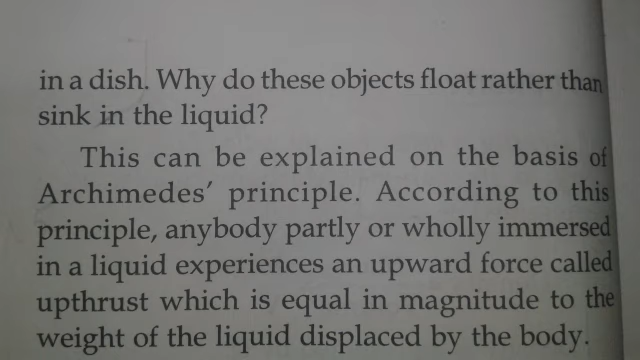 in a dish. Why do these objects float rather than
sink in the liquid?
This can be explained on the basis of
Archimedes' principle. According to this
principle, anybody partly or wholly immersed
in a liquid experiences an upward force called
upthrust which is equal in magnitude to the
weight of the liquid displaced by the body.